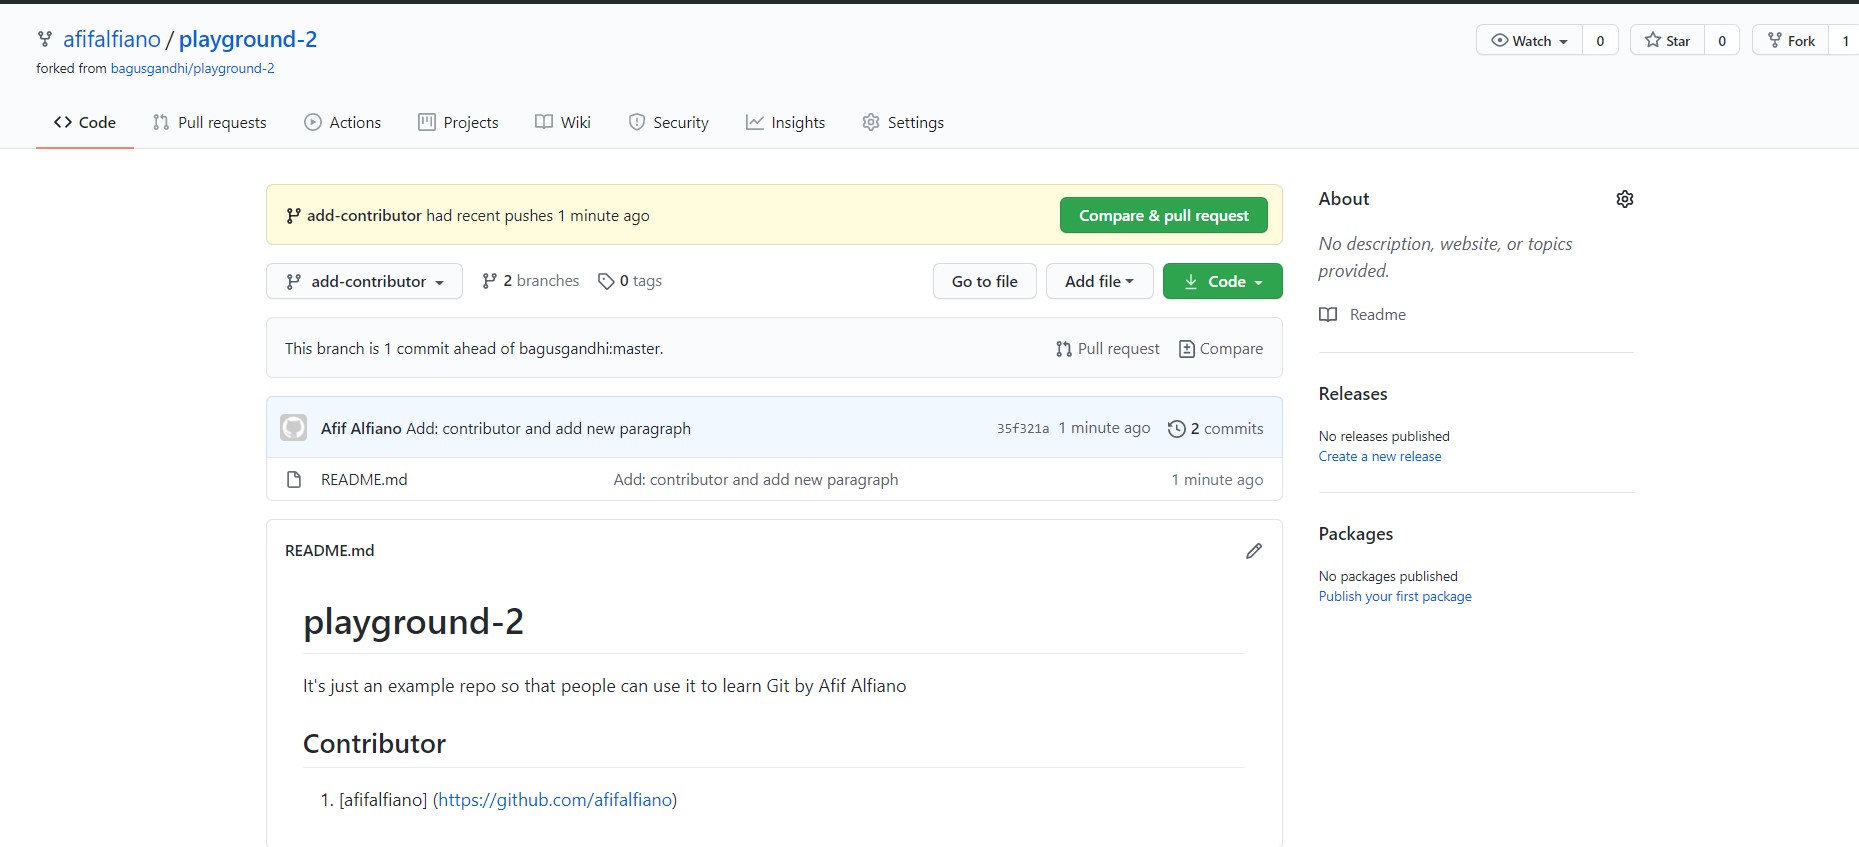 afifalfiano / playground-2
forked from bagusgandhi/playground-2
Watch 0 Star 0 Fork 1
Code Pull requests Actions Projects Wiki Security Insights Settings
add-contributor had recent pushes 1 minute ago Compare & pull request
add-contributor 2 branches 0 tags Go to file Add file Code
This branch is 1 commit ahead of bagusgandhi:master. Pull request Compare
Afif Alfiano Add: contributor and add new paragraph 35f321a 1 minute ago 2 commits
README.md Add: contributor and add new paragraph 1 minute ago
README.md
playground-2
It's just an example repo so that people can use it to learn Git by Afif Alfiano
Contributor
1. [afifalfiano] (https://github.com/afifalfiano)
About
No description, website, or topics
provided.
Readme
Releases
No releases published
Create a new release
Packages
No packages published
Publish your first package